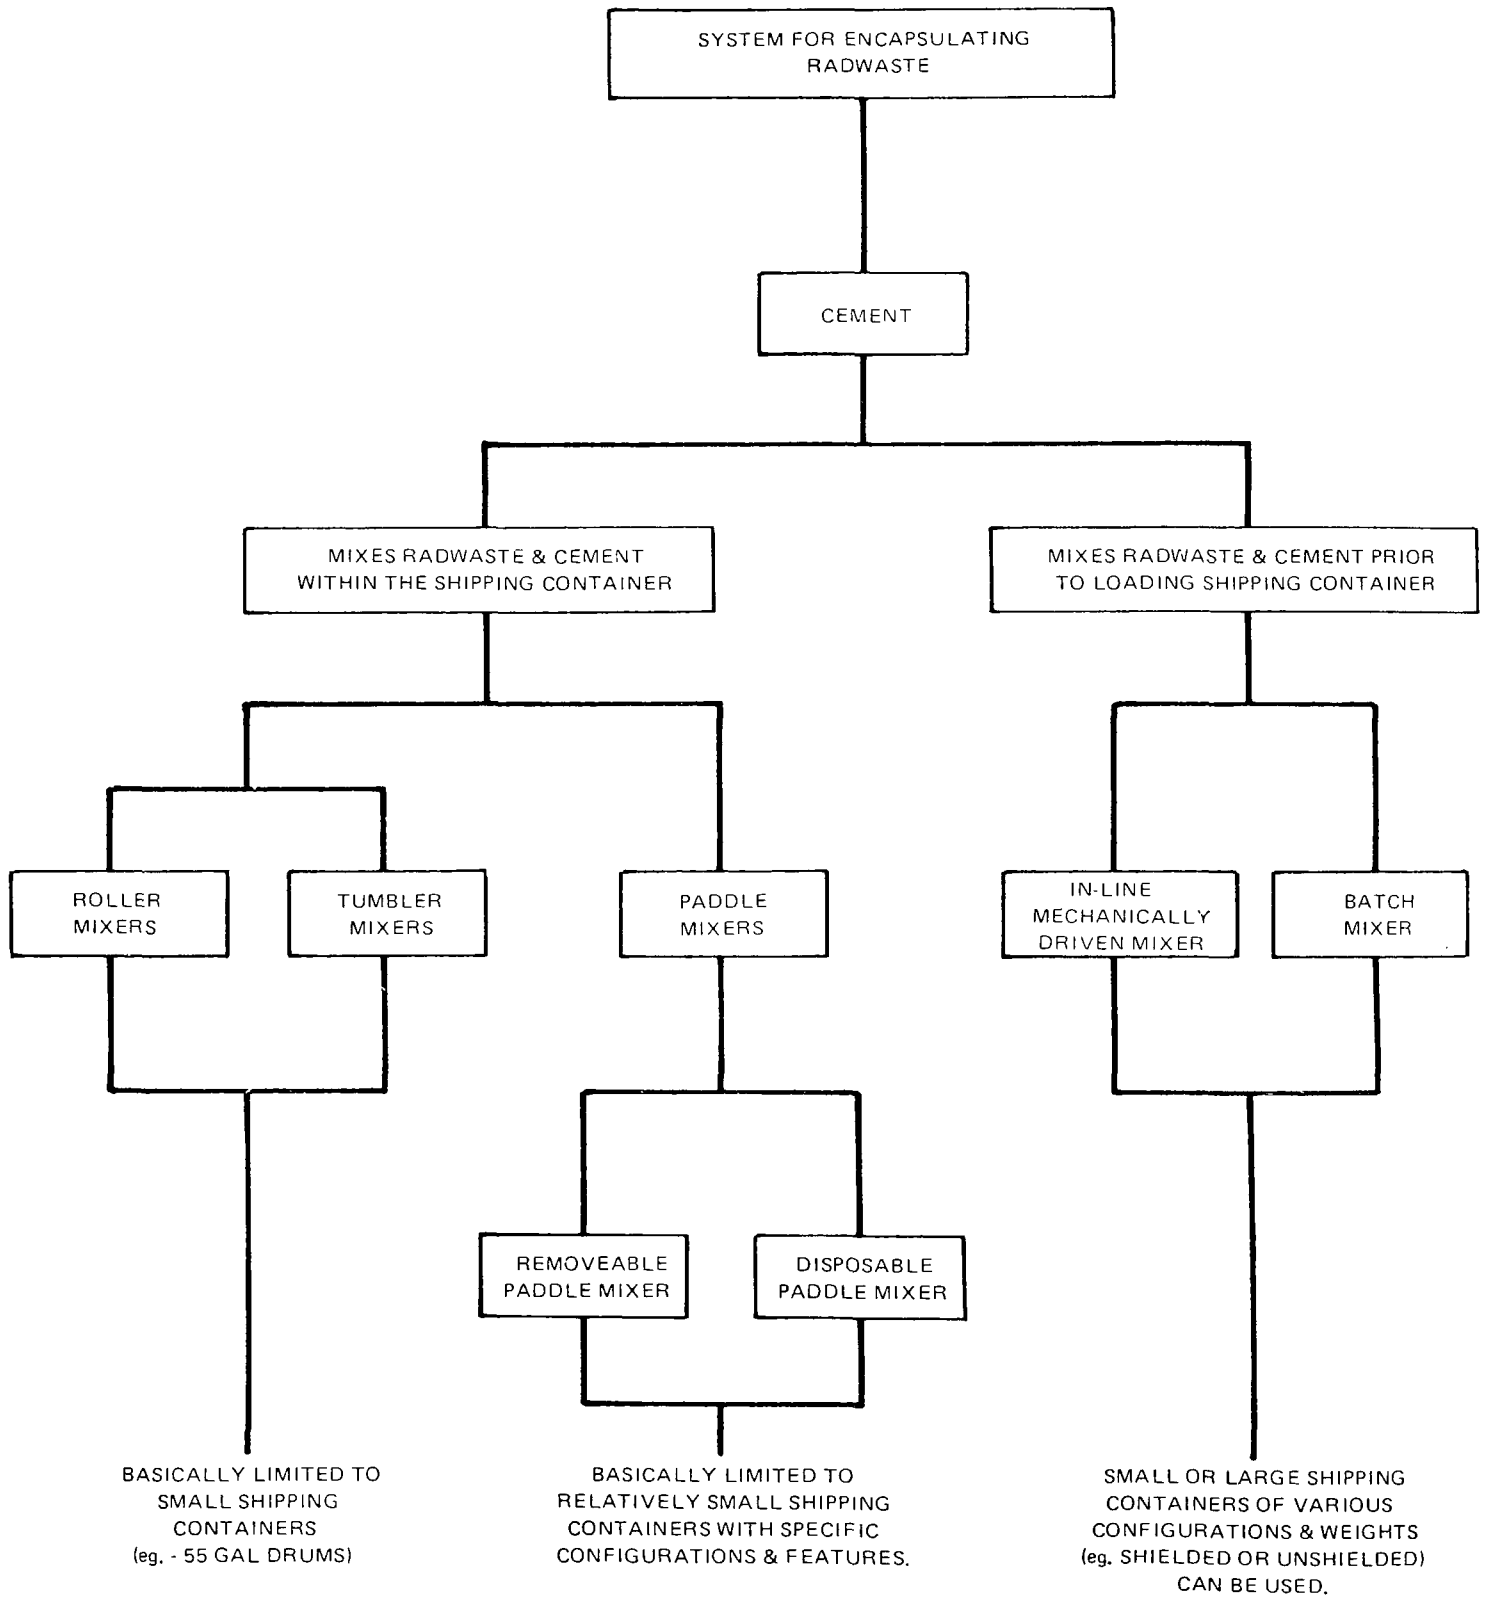 SYSTEM FOR ENCAPSULATING
RADWASTE
CEMENT
MIXES RADWASTE & CEMENT
WITHIN THE SHIPPING CONTAINER
MIXES RADWASTE & CEMENT PRIOR
TO LOADING SHIPPING CONTAINER
ROLLER
MIXERS
TUMBLER
MIXERS
PADDLE
MIXERS
IN-LINE
MECHANICALLY
DRIVEN MIXER
BATCH
MIXER
REMOVEABLE
PADDLE MIXER
DISPOSABLE
PADDLE MIXER
BASICALLY LIMITED TO
SMALL SHIPPING
CONTAINERS
(eg. - 55 GAL DRUMS)
BASICALLY LIMITED TO
RELATIVELY SMALL SHIPPING
CONTAINERS WITH SPECIFIC
CONFIGURATIONS & FEATURES.
SMALL OR LARGE SHIPPING
CONTAINERS OF VARIOUS
CONFIGURATIONS & WEIGHTS
(eg. SHIELDED OR UNSHIELDED)
CAN BE USED.